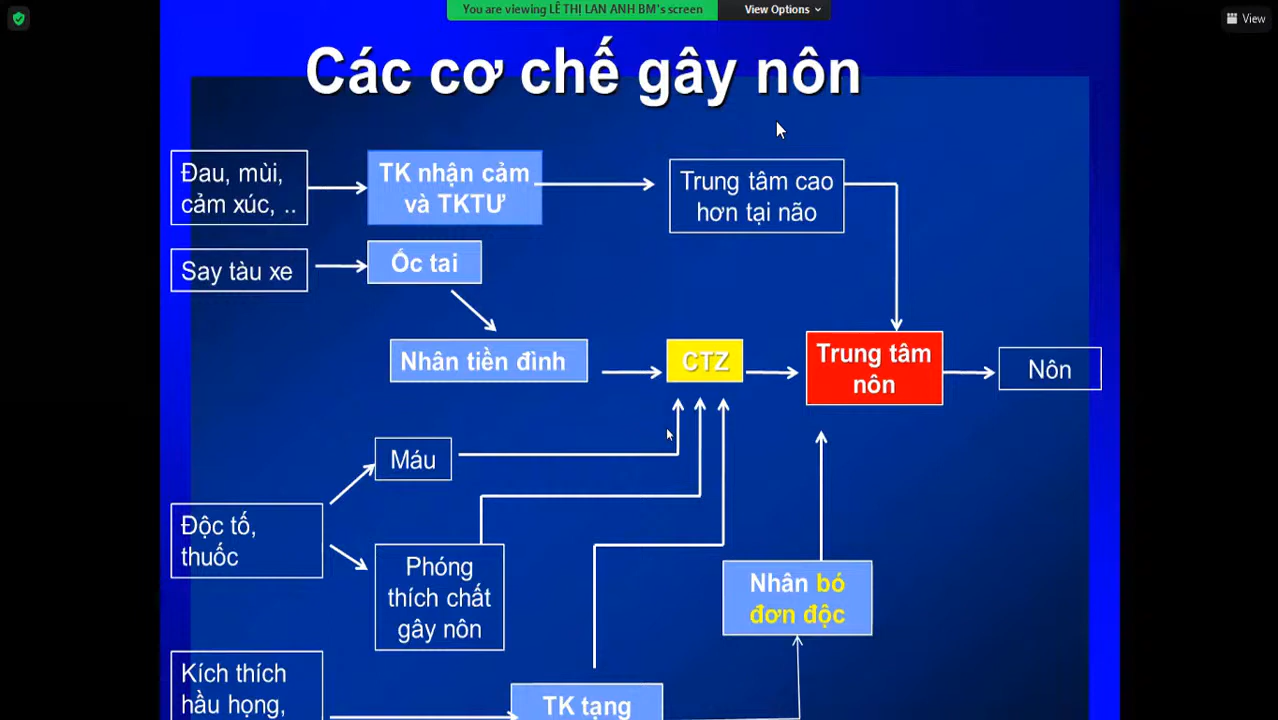 You are viewing LÊ THỊ LAN ANH BM's screen
View Options
View
Các cơ chế gây nôn
Đau, mùi,
cảm xúc, ..
TK nhận cảm
và TKTƯ
Trung tâm cao
hơn tại não
Say tàu xe
Ốc tai
Nhân tiền đình
CTZ
Trung tâm
nôn
Nôn
Máu
Độc tố,
thuốc
Phóng
thích chất
gây nôn
Nhân bó
đơn độc
Kích thích
hầu họng,
TK tạng